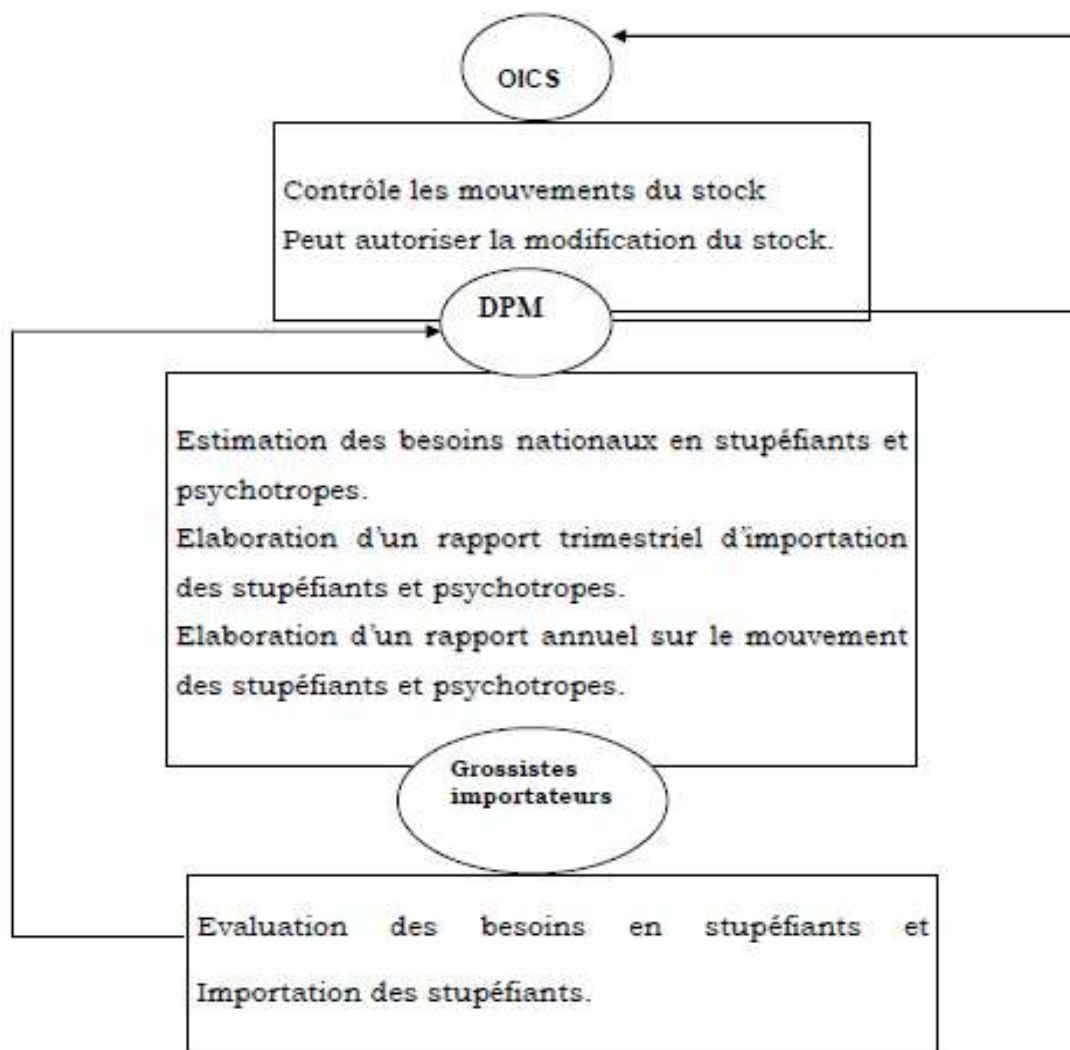 OICS
Contrôle les mouvements du stock
Peut autoriser la modification du stock.
DPM
Estimation des besoins nationaux en stupéfiants et
psychotropes.
Elaboration d'un rapport trimestriel d'importation
des stupéfiants et psychotropes.
Elaboration d'un rapport annuel sur le mouvement
des stupéfiants et psychotropes.
Grossistes
importateurs
Evaluation des besoins en stupéfiants et
Importation des stupéfiants.